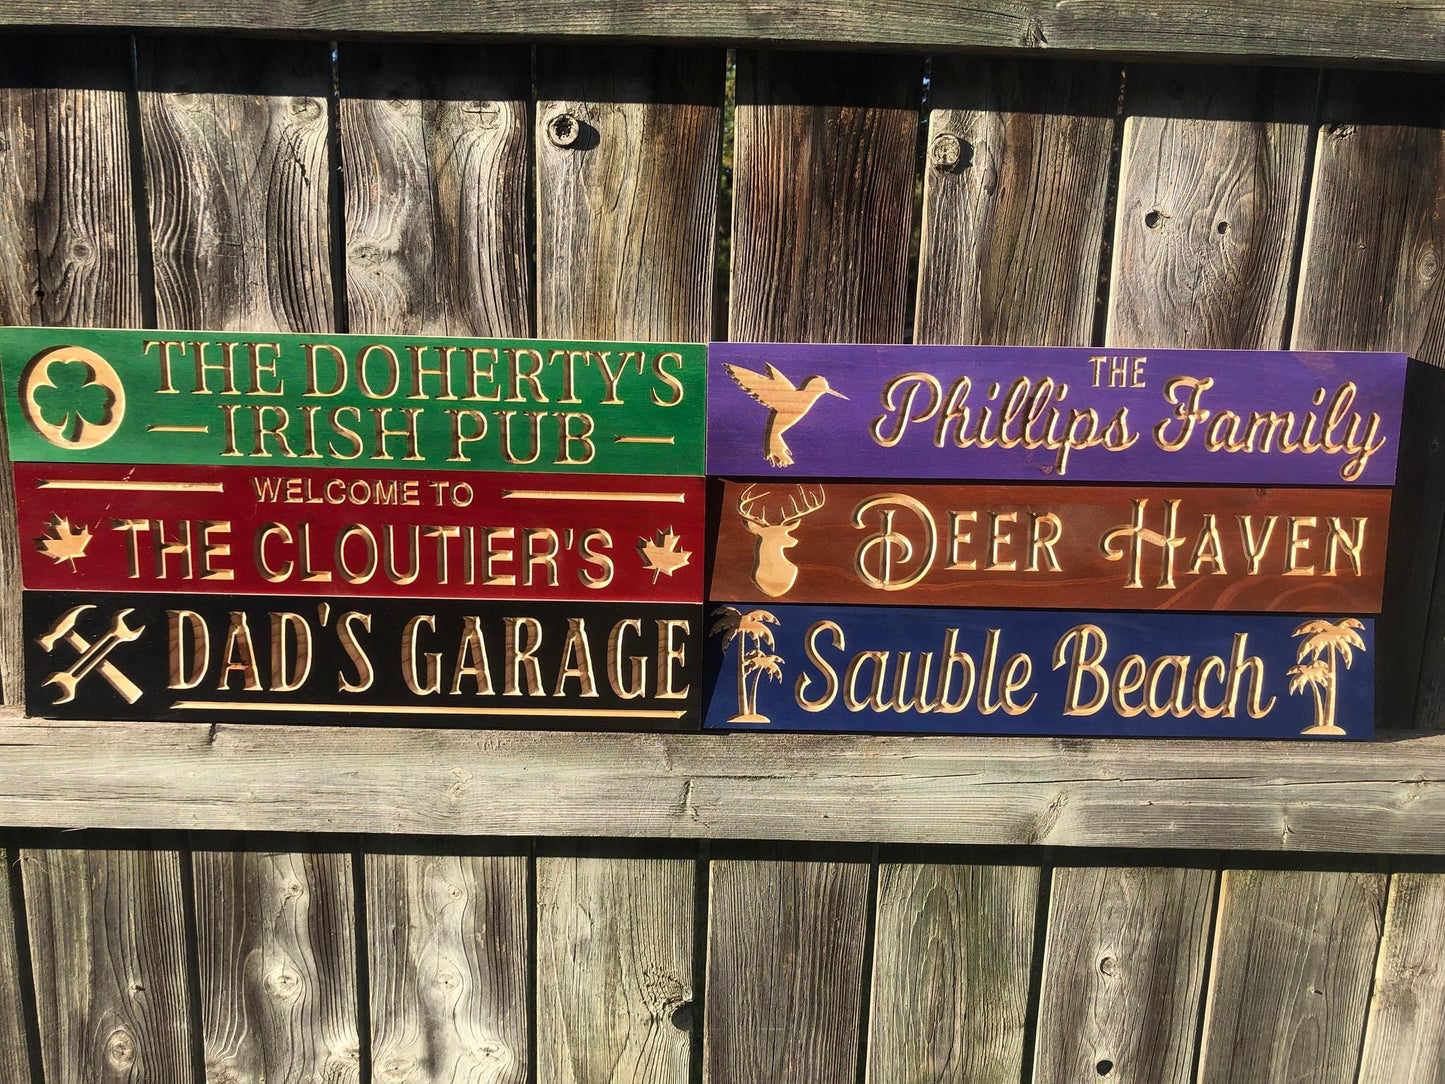 THE DOHERTY'S
IRISH PUB
WELCOME TO
THE CLOUTIER'S
DAD'S GARAGE
THE
Phillips Family
DEER HAVEN
Sauble Beach